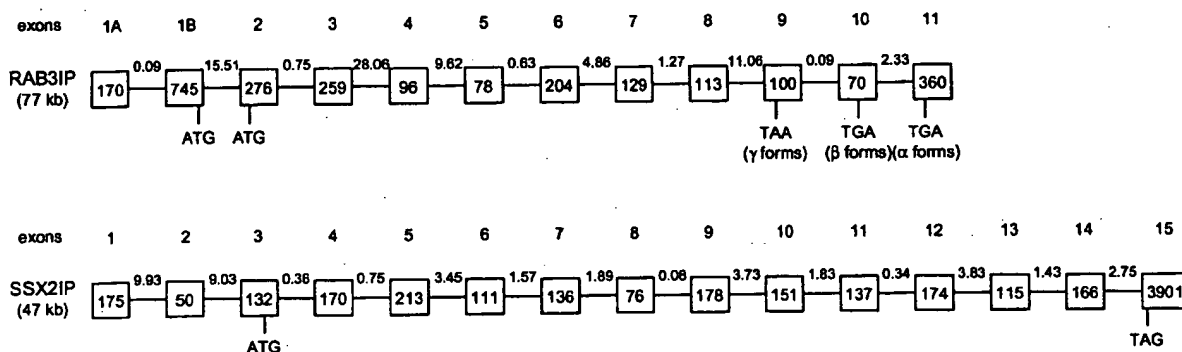 exons 1A 1B 2 3 4 5 6 7 8 9 10 11
0.09 15.51 0.75 28.06 9.62 0.63 4.86 1.27 11.06 0.09 2.33
RAB3IP 170 745 276 259 96 78 204 129 113 100 70 360
(77 kb)
ATG ATG TAA TGA TGA
(γ forms) (β forms)(α forms)
exons 1 2 3 4 5 6 7 8 9 10 11 12 13 14 15
9.93 9.03 0.38 0.75 3.45 1.57 1.89 0.08 3.73 1.83 0.34 3.83 1.43 2.75
SSX2IP 175 50 132 170 213 111 136 76 178 151 137 174 115 166 3901
(47 kb)
ATG TAG